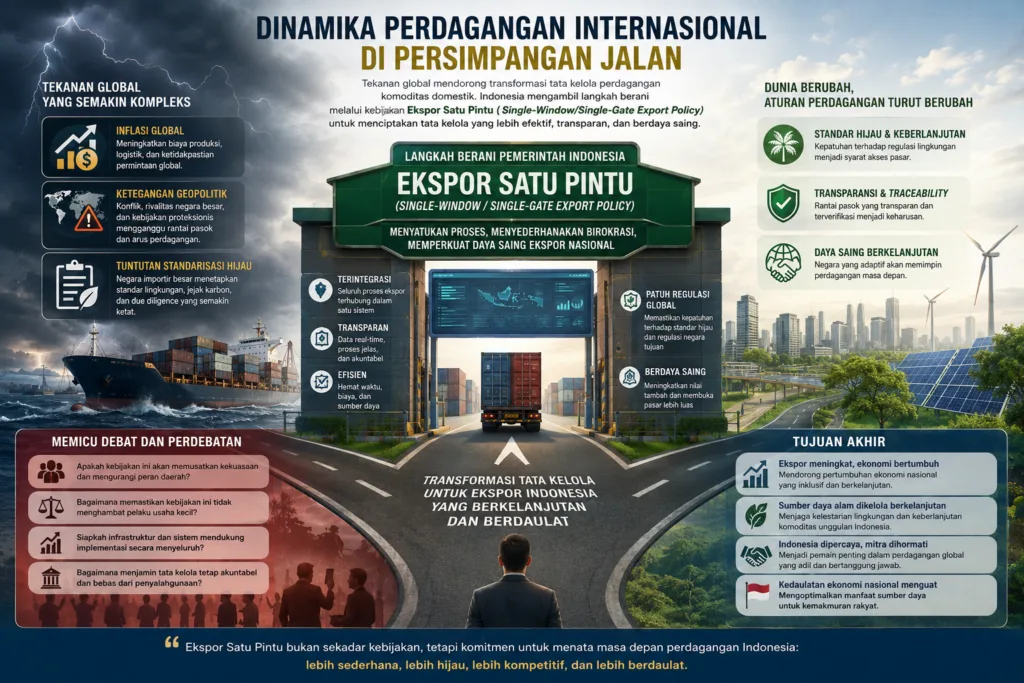 DINAMIKA PERDAGANGAN INTERNASIONAL
DI PERSIMPANGAN JALAN
Tekanan global mendorong transformasi tata kelola perdagangan
komoditas domestik. Indonesia mengambil langkah berani
melalui kebijakan Ekspor Satu Pintu ( Single-Window/Single-Gate Export Policy)
untuk menciptakan tata kelola yang lebih efektif, transparan, dan berdaya saing.
TEKANAN GLOBAL
YANG SEMAKIN KOMPLEKS
INFLASI GLOBAL
Meningkatkan biaya produksi,
logistik, dan ketidakpastian
permintaan global.
KETEGANGAN GEOPOLITIK
Konflik, rivalitas negara besar,
dan kebijakan proteksionis
mengganggu rantai pasok
dan arus perdagangan.
TUNTUTAN STANDARISASI HIJAU
Negara importir besar menetapkan
standar lingkungan, jejak karbon,
dan due diligence yang semakin
ketat.
LANGKAH BERANI PEMERINTAH INDONESIA
EKSPOR SATU PINTU
(SINGLE-WINDOW / SINGLE-GATE EXPORT POLICY)
MENYATUKAN PROSES, MENYEDERHANAKAN BIROKRASI,
MEMPERKUAT DAYA SAING EKSPOR NASIONAL
TERINTEGRASI
Seluruh proses ekspor
terhubung dalam
satu sistem
TRANSPARAN
Data real-time,
proses jelas,
dan akuntabel
EFISIEN
Hemat waktu,
biaya, dan
sumber daya
PATUH REGULASI
GLOBAL
Memastikan kepatuhan
terhadap standar hijau
dan regulasi negara
tujuan
BERDAYA SAING
Meningkatkan nilai
tambah dan membuka
pasar lebih luas
DUNIA BERUBAH,
ATURAN PERDAGANGAN TURUT BERUBAH
STANDAR HIJAU & KEBERLANJUTAN
Kepatuhan terhadap regulasi lingkungan
menjadi syarat akses pasar.
TRANSPARANSI & TRACEABILITY
Rantai pasok yang transparan dan
terverifikasi menjadi keharusan.
DAYA SAING BERKELANJUTAN
Negara yang adaptif akan memimpin
perdagangan masa depan.
MEMICU DEBAT DAN PERDEBATAN
Apakah kebijakan ini akan memusatkan kekuasaan
dan mengurangi peran daerah?
Bagaimana memastikan kebijakan ini tidak
menghambat pelaku usaha kecil?
Siapkah infrastruktur dan sistem mendukung
implementasi secara menyeluruh?
Bagaimana menjamin tata kelola tetap akuntabel
dan bebas dari penyalahgunaan?
TRANSFORMASI TATA KELOLA
UNTUK EKSPOR INDONESIA
YANG BERKELANJUTAN
DAN BERDAULAT
TUJUAN AKHIR
Ekspor meningkat, ekonomi bertumbuh
Mendorong pertumbuhan ekonomi nasional
yang inklusif dan berkelanjutan.
Sumber daya alam dikelola berkelanjutan
Menjaga kelestarian lingkungan dan keberlanjutan
komoditas unggulan Indonesia.
Indonesia dipercaya, mitra dihormati
Menjadi pemain penting dalam perdagangan global
yang adil dan bertanggung jawab.
Kedaulatan ekonomi nasional menguat
Mengoptimalkan manfaat sumber daya
untuk kemakmuran rakyat.
“ Ekspor Satu Pintu bukan sekadar kebijakan, tetapi komitmen untuk menata masa depan perdagangan Indonesia:
lebih sederhana, lebih hijau, lebih kompetitif, dan lebih berdaulat.